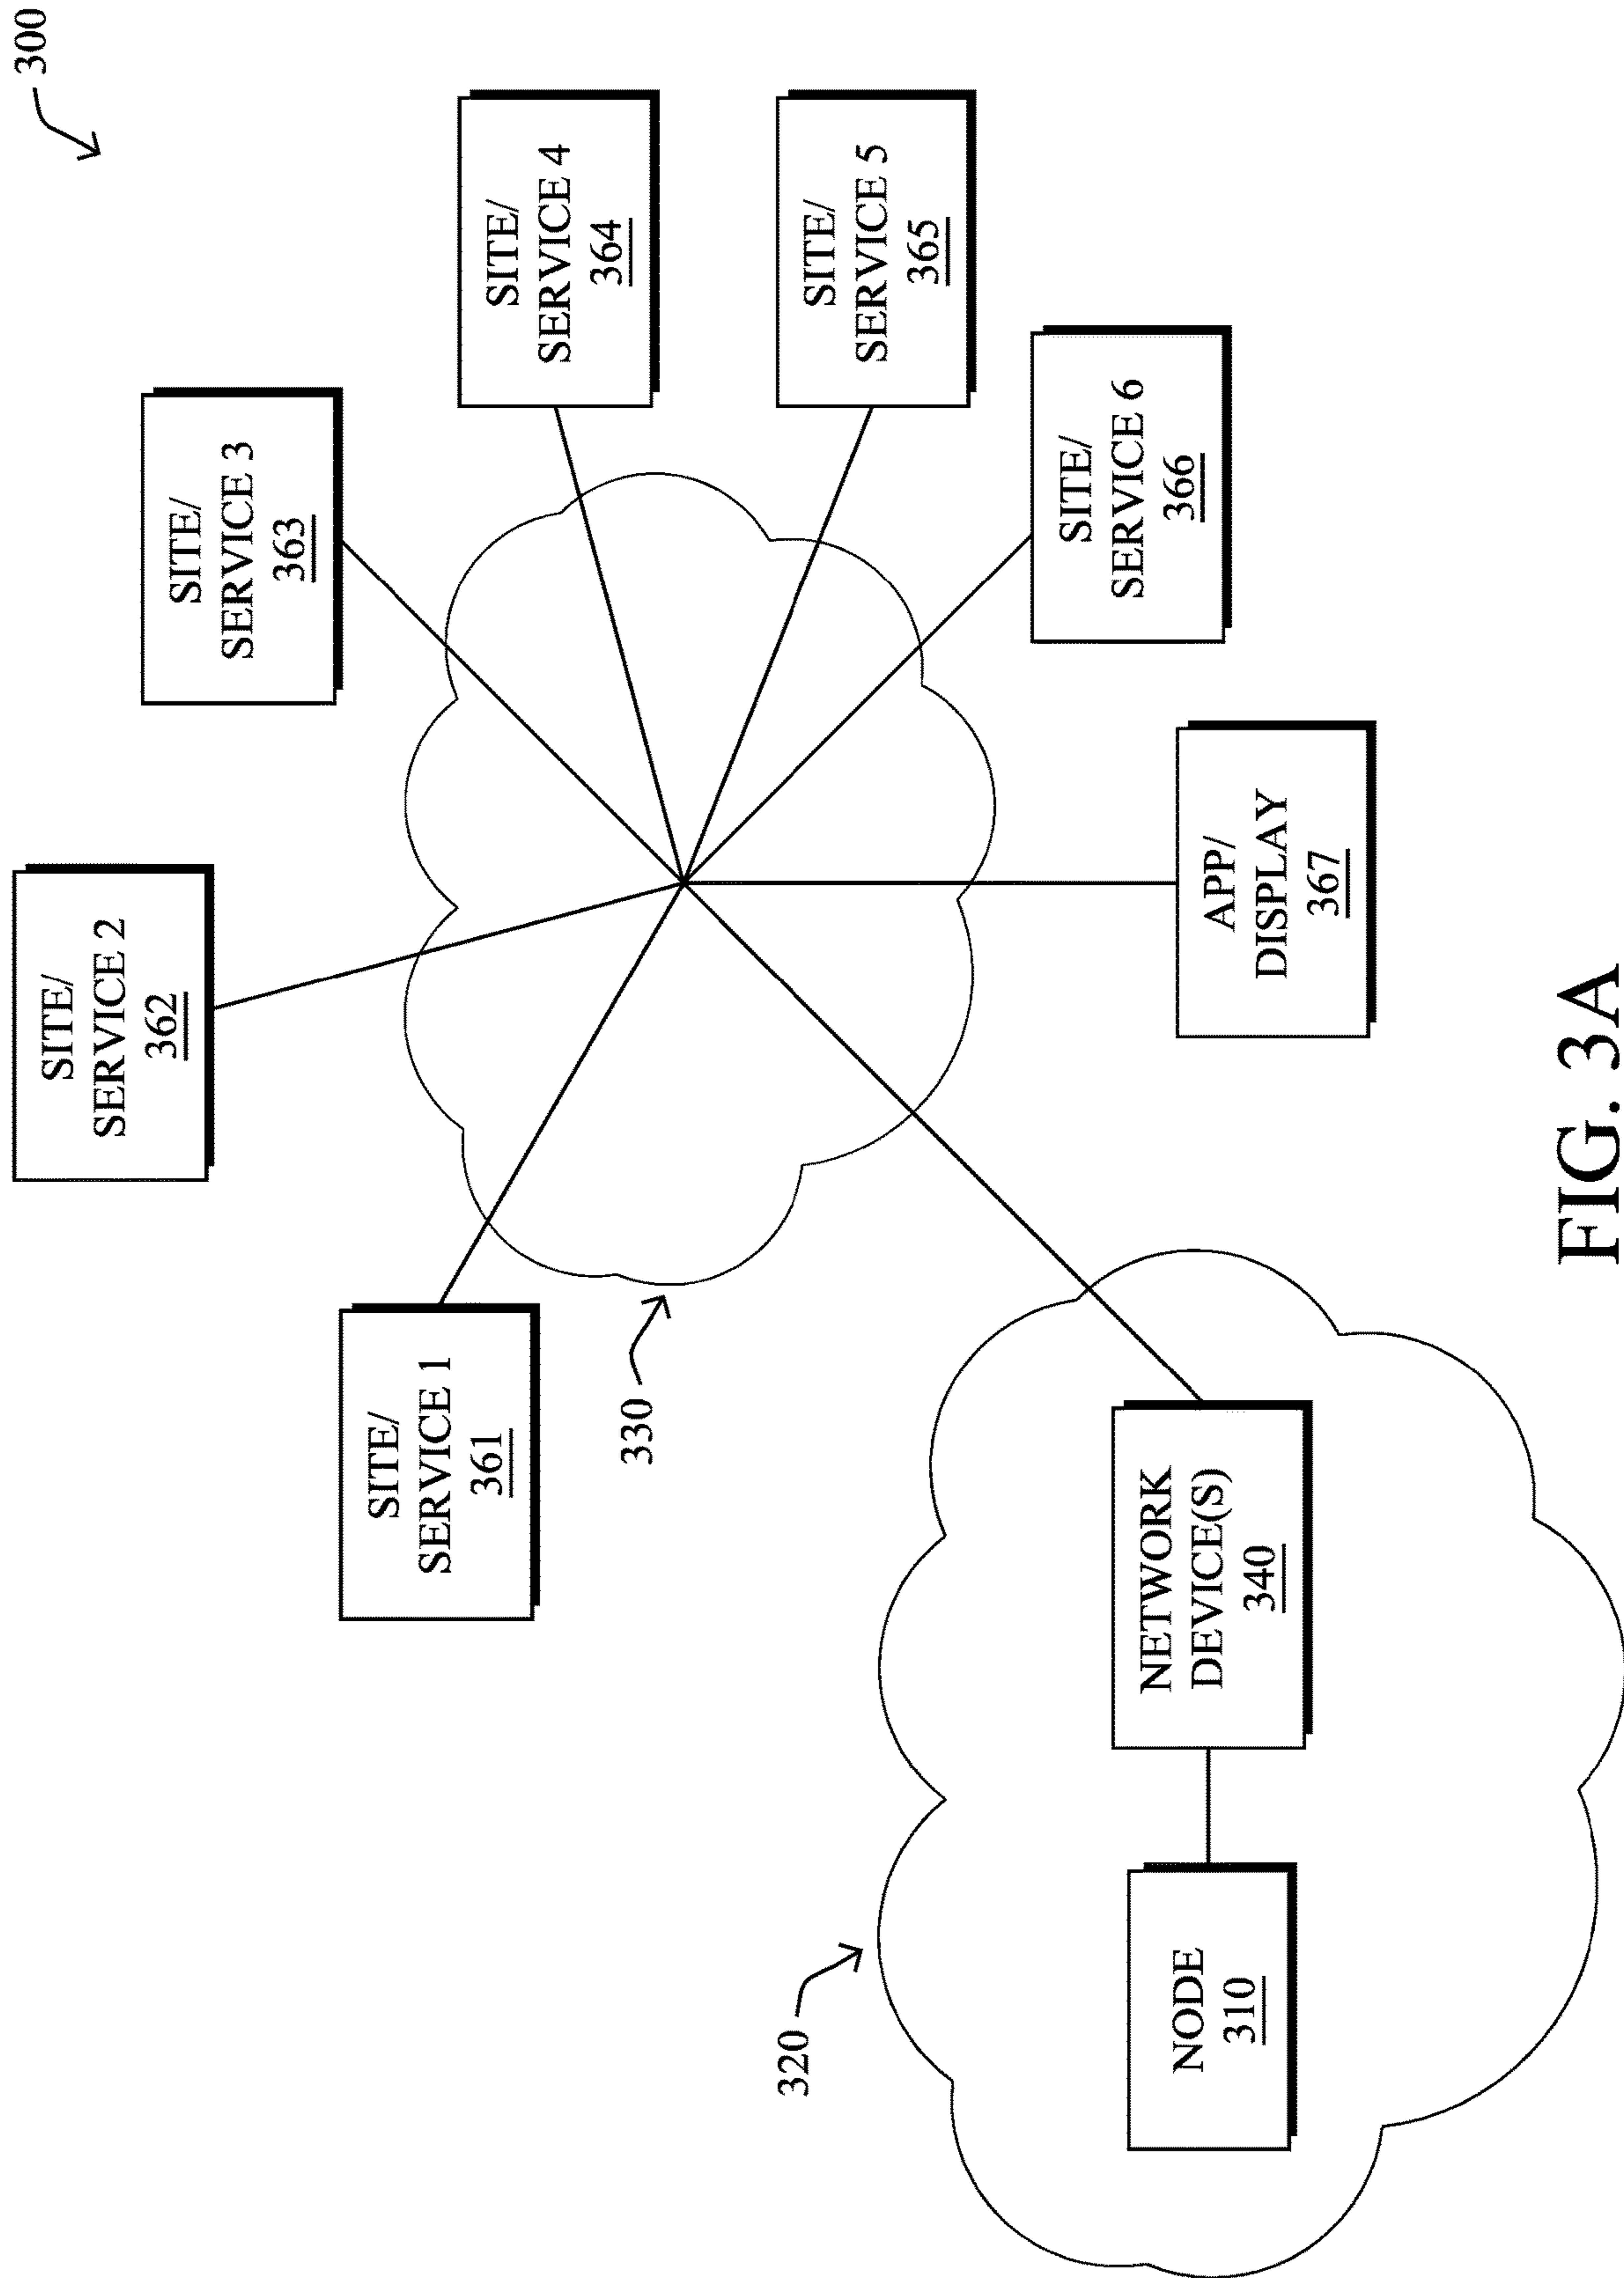 300
SITE/
SERVICE 1
361
SITE/
SERVICE 2
362
SITE/
SERVICE 3
363
SITE/
SERVICE 4
364
SITE/
SERVICE 5
365
SITE/
SERVICE 6
366
APP/
DISPLAY
367
330
320
NODE
310
NETWORK
DEVICE(S)
340
FIG. 3A